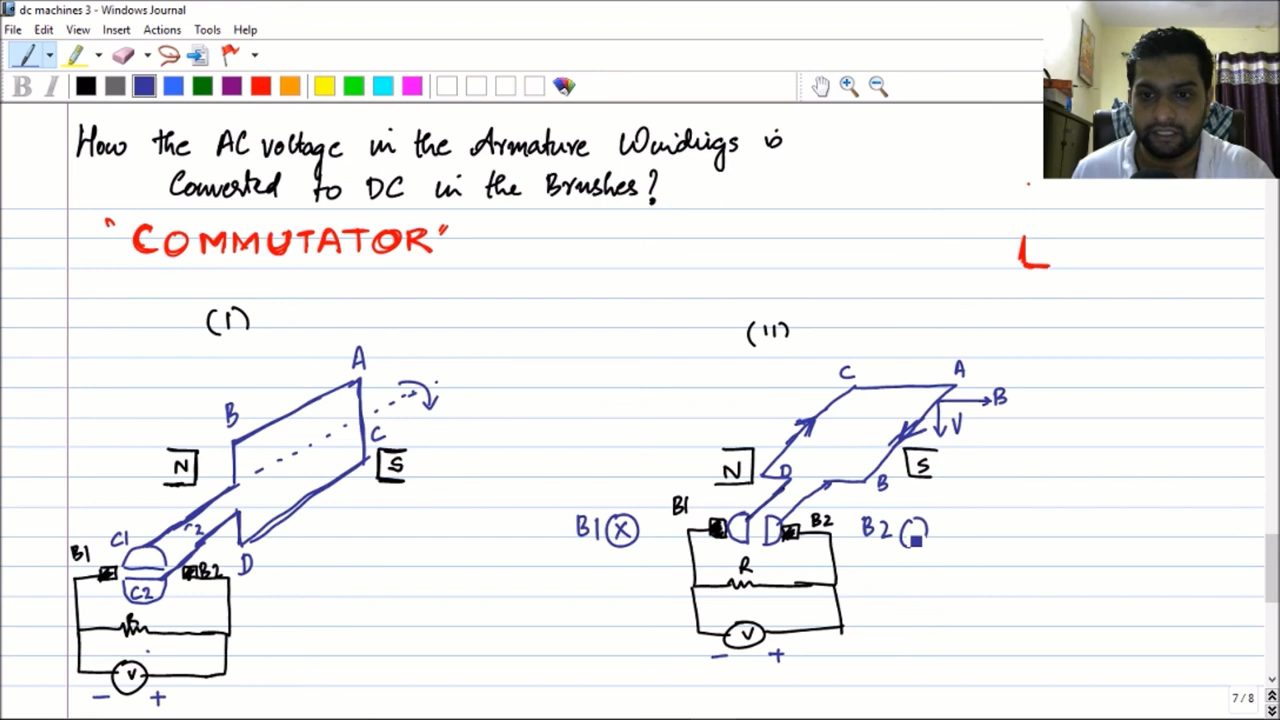 dc machines 3 - Windows Journal
File Edit View Insert Actions Tools Help
B I
How the AC voltage in the Armature Windings is
Converted to DC in the Brushes?
"COMMUTATOR"
L
(I)
(II)
A
B
C
N
S
C1
C2
B1
C2
B2
D
R
V
- +
C
A
B
V
N
D
S
B
B1
B2
B1 (X)
B2 (.)
R
V
- +
7 / 8